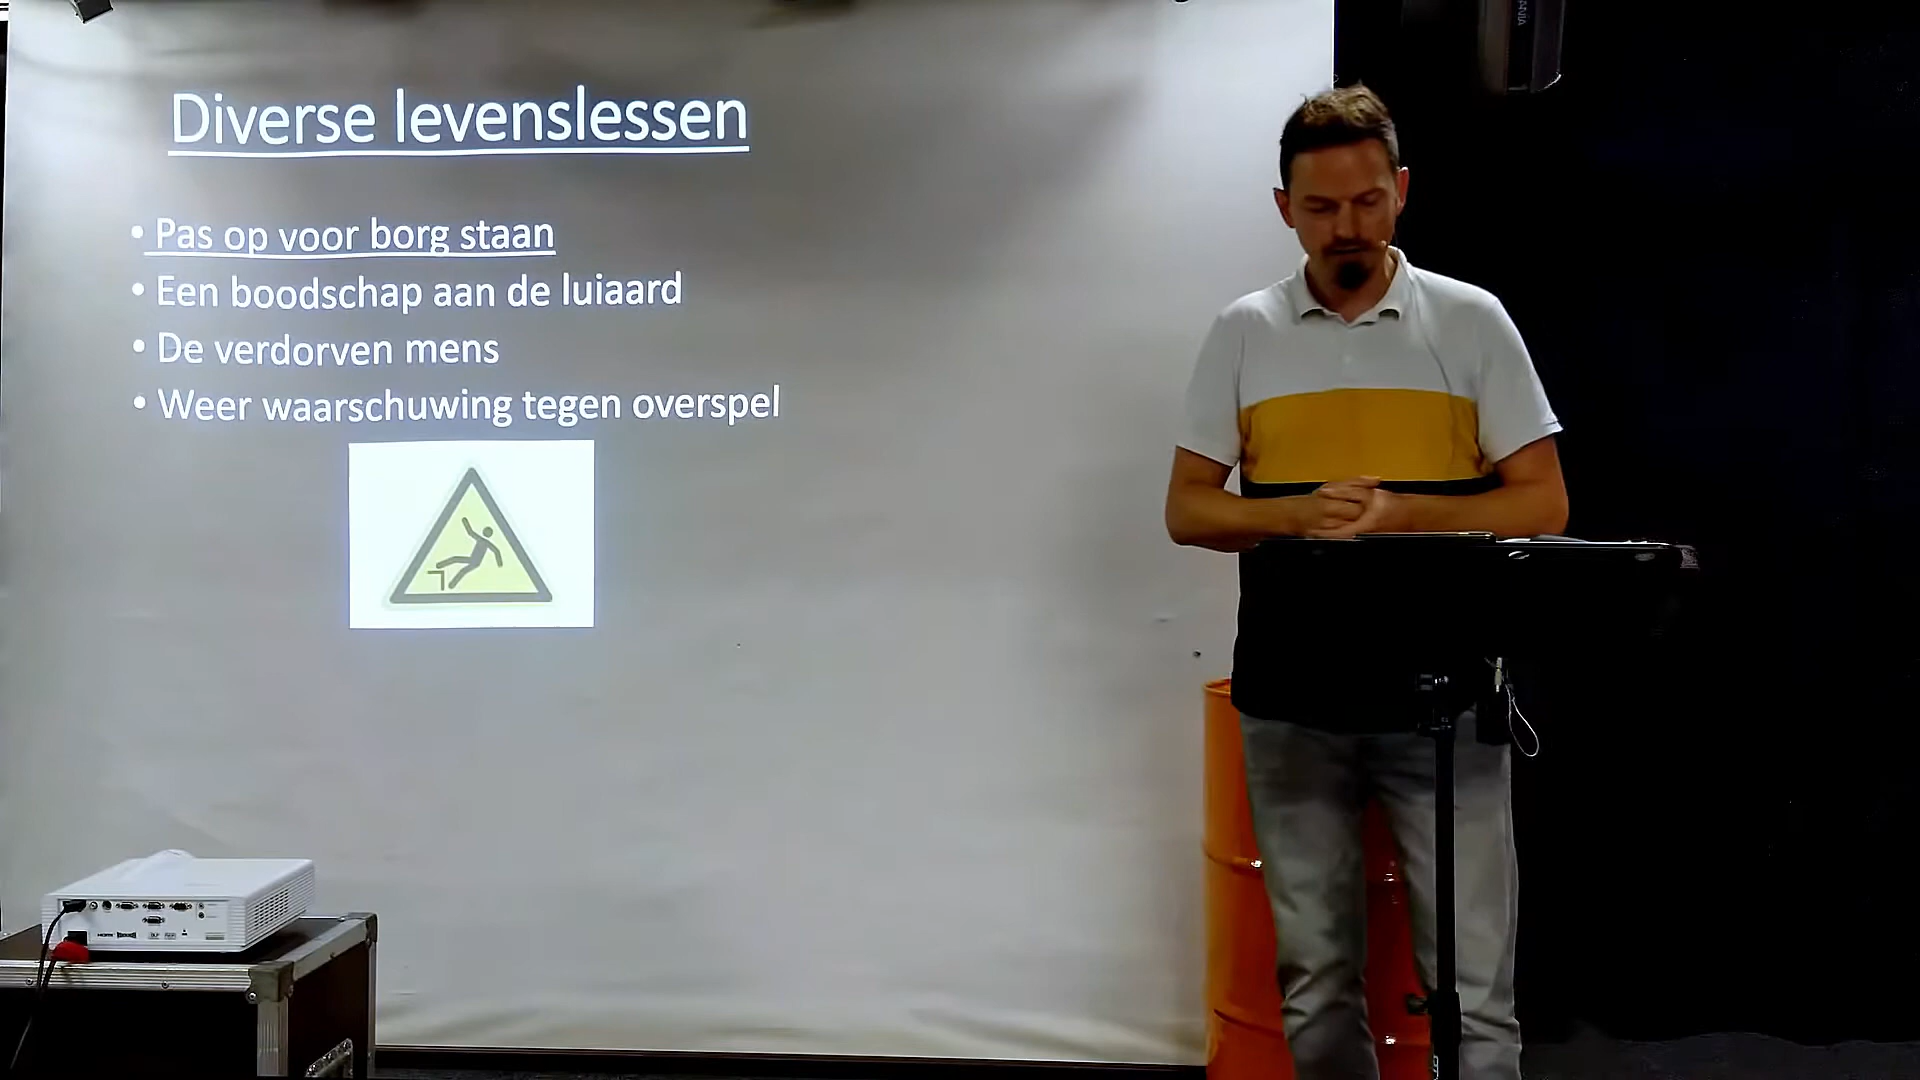 Diverse levenslessen
• Pas op voor borg staan
• Een boodschap aan de luiaard
• De verdorven mens
• Weer waarschuwing tegen overspel